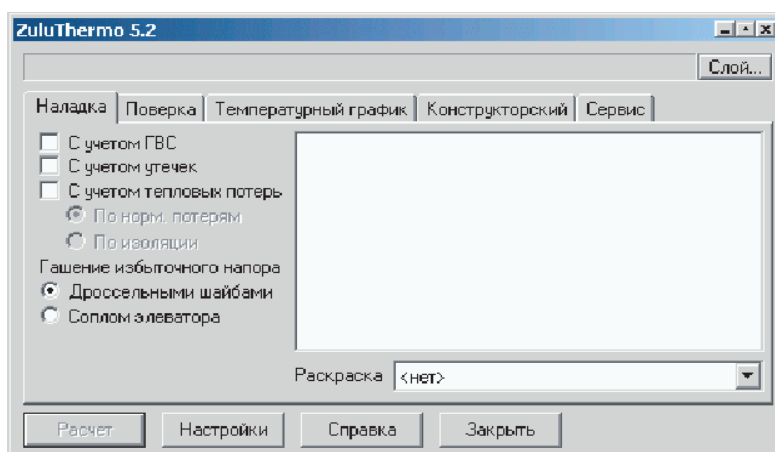 ZuluThermo 5.2
Слой...
Наладка Поверка Температурный график Конструкторский Сервис
С учетом ГВС
С учетом утечек
С учетом тепловых потерь
По норм. потерям
По изоляции
Гашение избыточного напора
Дроссельными шайбами
Соплом элеватора
Раскраска <нет>
Расчет Настройки Справка Закрыть